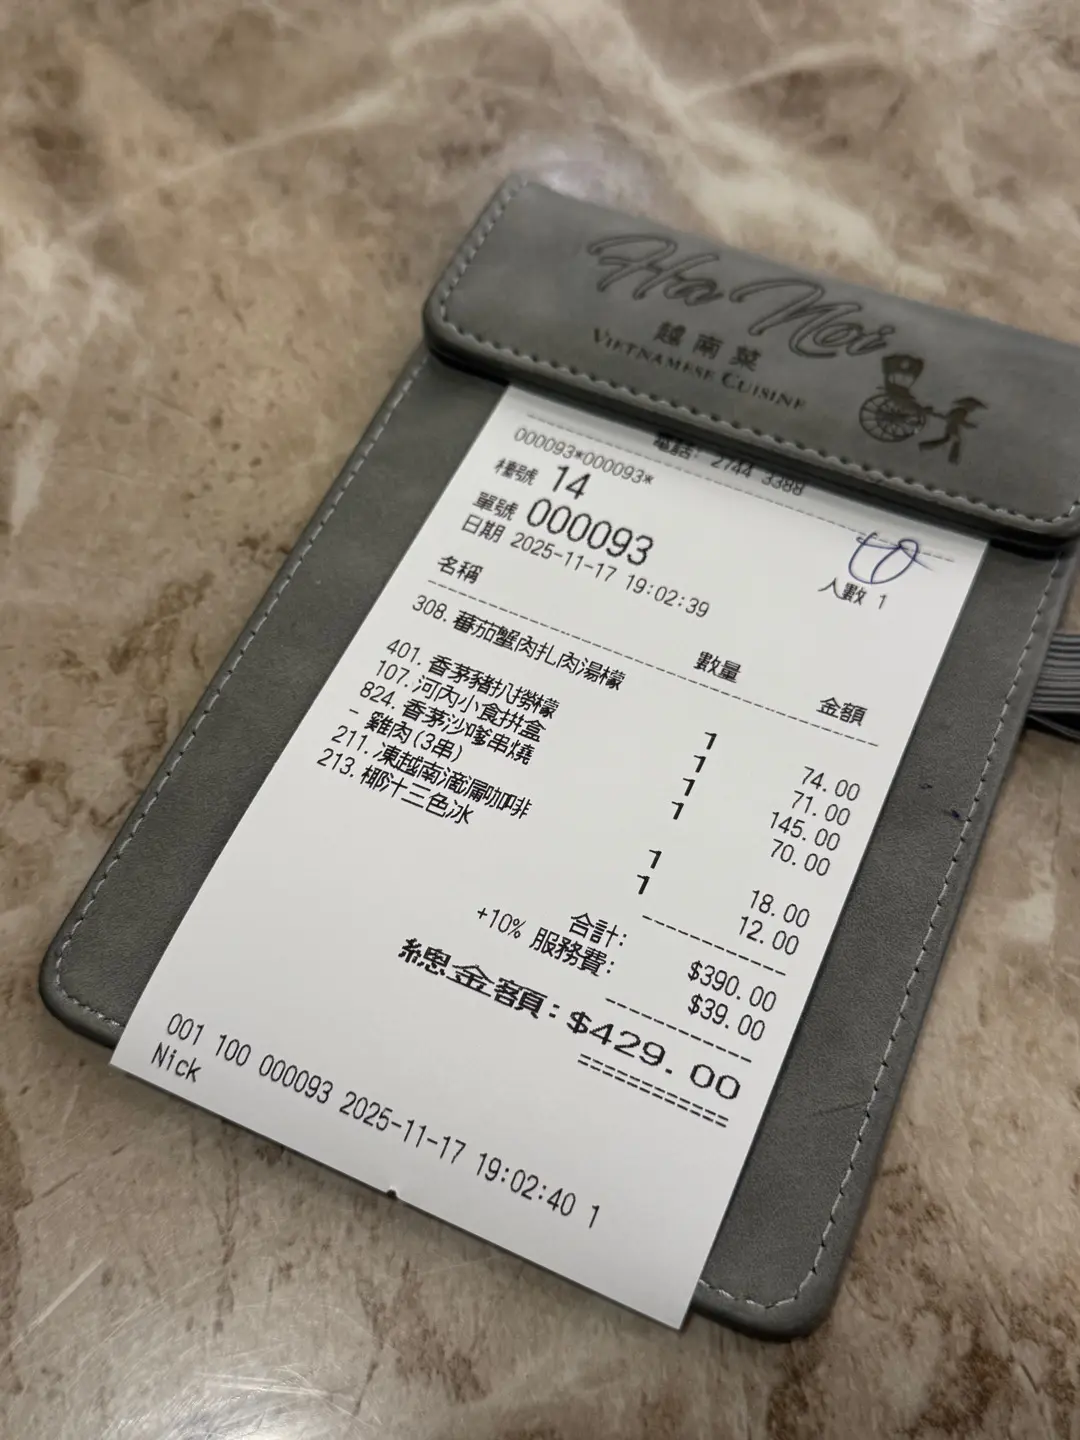 Ha Noi
越南菜
VIETNAMESE CUISINE
電話: 2744 3388
000093*000093*
檯號 14
單號 000093
人數 1
日期 2025-11-17 19:02:39
名稱 數量 金額
308. 蕃茄蟹肉扎肉湯檬 1 74.00
401. 香茅豬扒撈檬 1 71.00
107. 河內小食拼盒 1 145.00
824. 香茅沙嗲串燒 1 70.00
- 雞肉(3串)
211. 凍越南滴漏咖啡 1 18.00
213. 椰汁三色冰 1 12.00
合計: $390.00
+10% 服務費: $39.00
總金額: $429.00
001 100 000093 2025-11-17 19:02:40 1
Nick